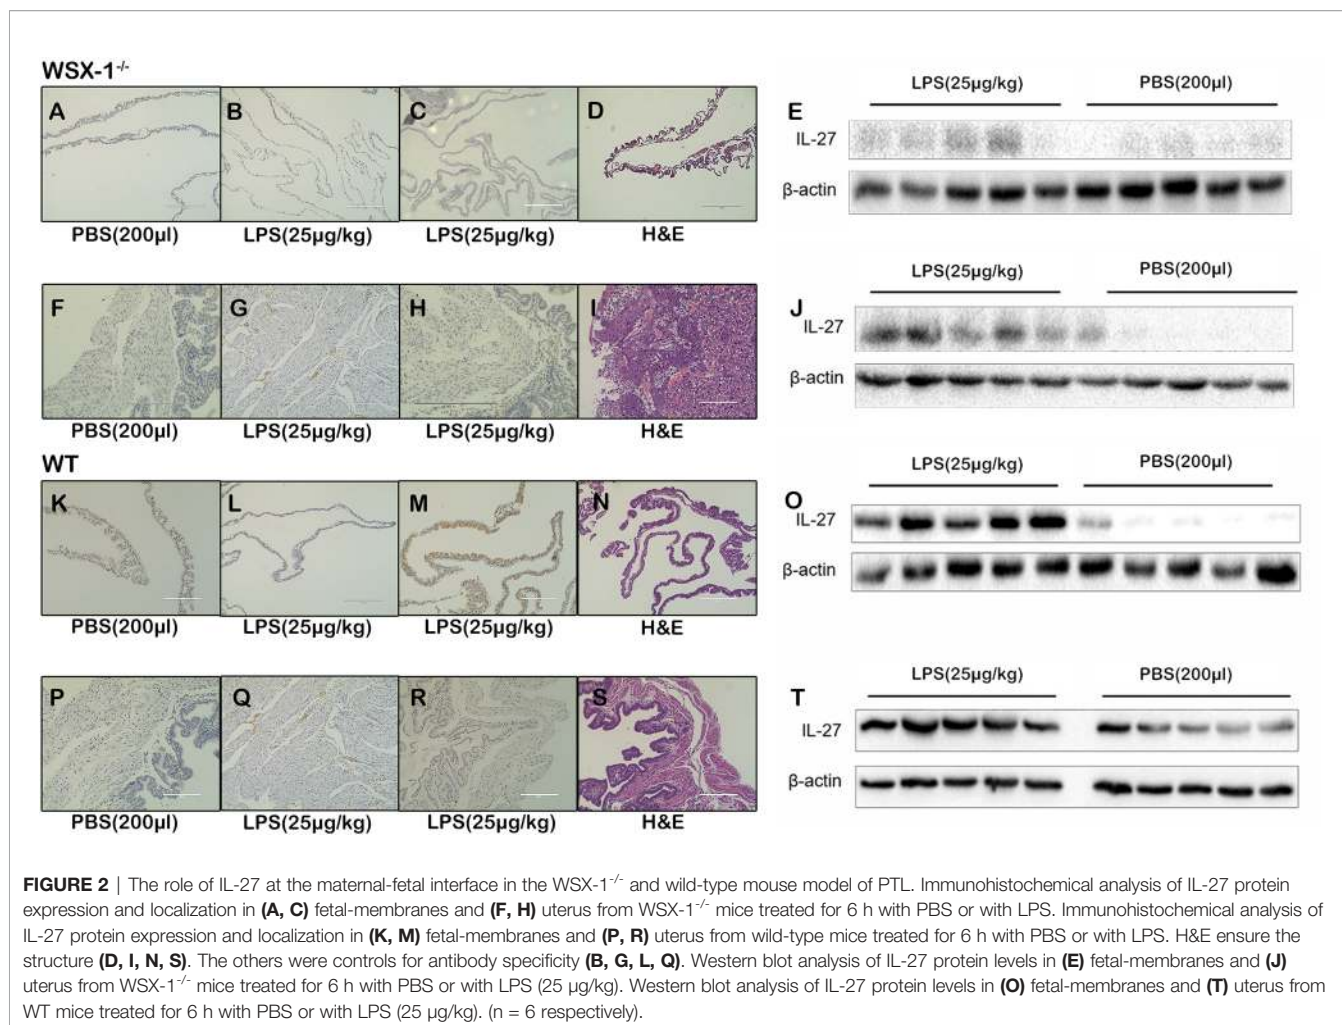 WSX-1-/-
A
B
C
D
PBS(200μl)
LPS(25μg/kg)
LPS(25μg/kg)
H&E
LPS(25μg/kg)
PBS(200μl)
E
IL-27
β-actin
F
G
H
I
PBS(200μl)
LPS(25μg/kg)
LPS(25μg/kg)
H&E
LPS(25μg/kg)
PBS(200μl)
J
IL-27
β-actin
WT
K
L
M
N
PBS(200μl)
LPS(25μg/kg)
LPS(25μg/kg)
H&E
LPS(25μg/kg)
PBS(200μl)
O
IL-27
β-actin
P
Q
R
S
PBS(200μl)
LPS(25μg/kg)
LPS(25μg/kg)
H&E
LPS(25μg/kg)
PBS(200μl)
T
IL-27
β-actin
FIGURE 2 | The role of IL-27 at the maternal-fetal interface in the WSX-1-/- and wild-type mouse model of PTL. Immunohistochemical analysis of IL-27 protein
expression and localization in (A, C) fetal-membranes and (F, H) uterus from WSX-1-/- mice treated for 6 h with PBS or with LPS. Immunohistochemical analysis of
IL-27 protein expression and localization in (K, M) fetal-membranes and (P, R) uterus from wild-type mice treated for 6 h with PBS or with LPS. H&E ensure the
structure (D, I, N, S). The others were controls for antibody specificity (B, G, L, Q). Western blot analysis of IL-27 protein levels in (E) fetal-membranes and (J)
uterus from WSX-1-/- mice treated for 6 h with PBS or with LPS (25 μg/kg). Western blot analysis of IL-27 protein levels in (O) fetal-membranes and (T) uterus from
WT mice treated for 6 h with PBS or with LPS (25 μg/kg). (n = 6 respectively).